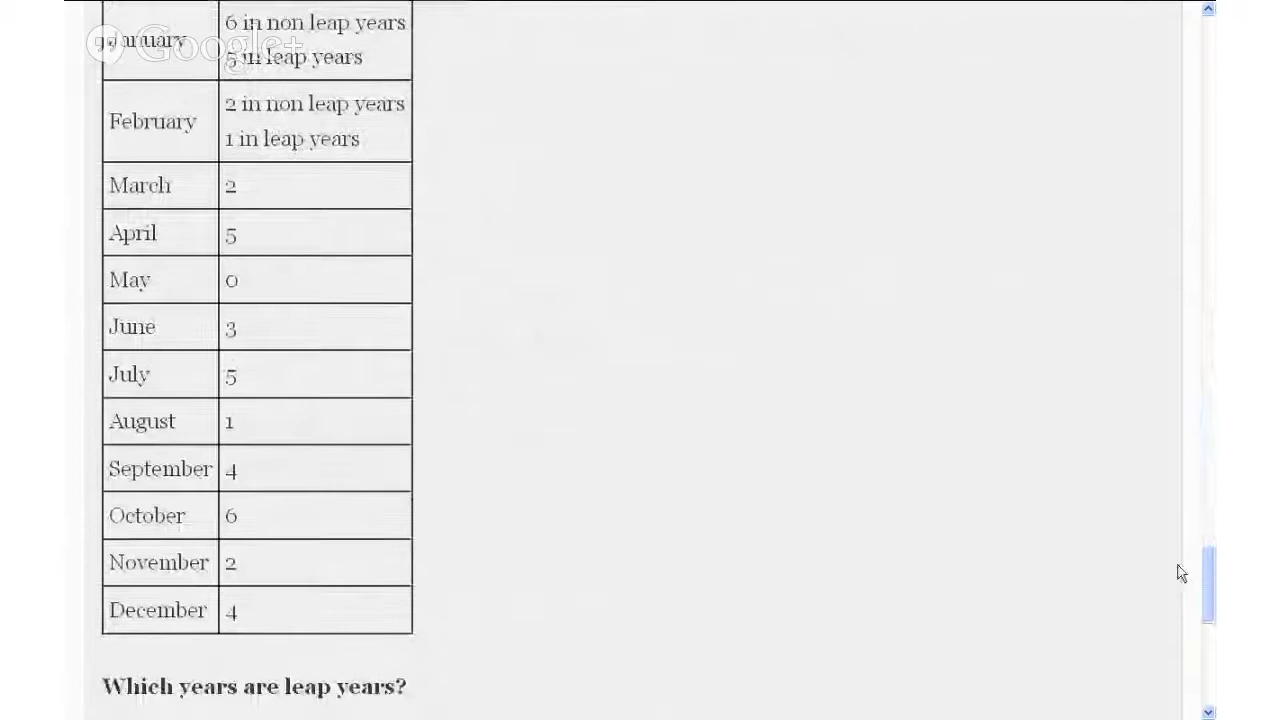 Google+
January
6 in non leap years
5 in leap years
February
2 in non leap years
1 in leap years
March 2
April 5
May 0
June 3
July 5
August 1
September 4
October 6
November 2
December 4
Which years are leap years?